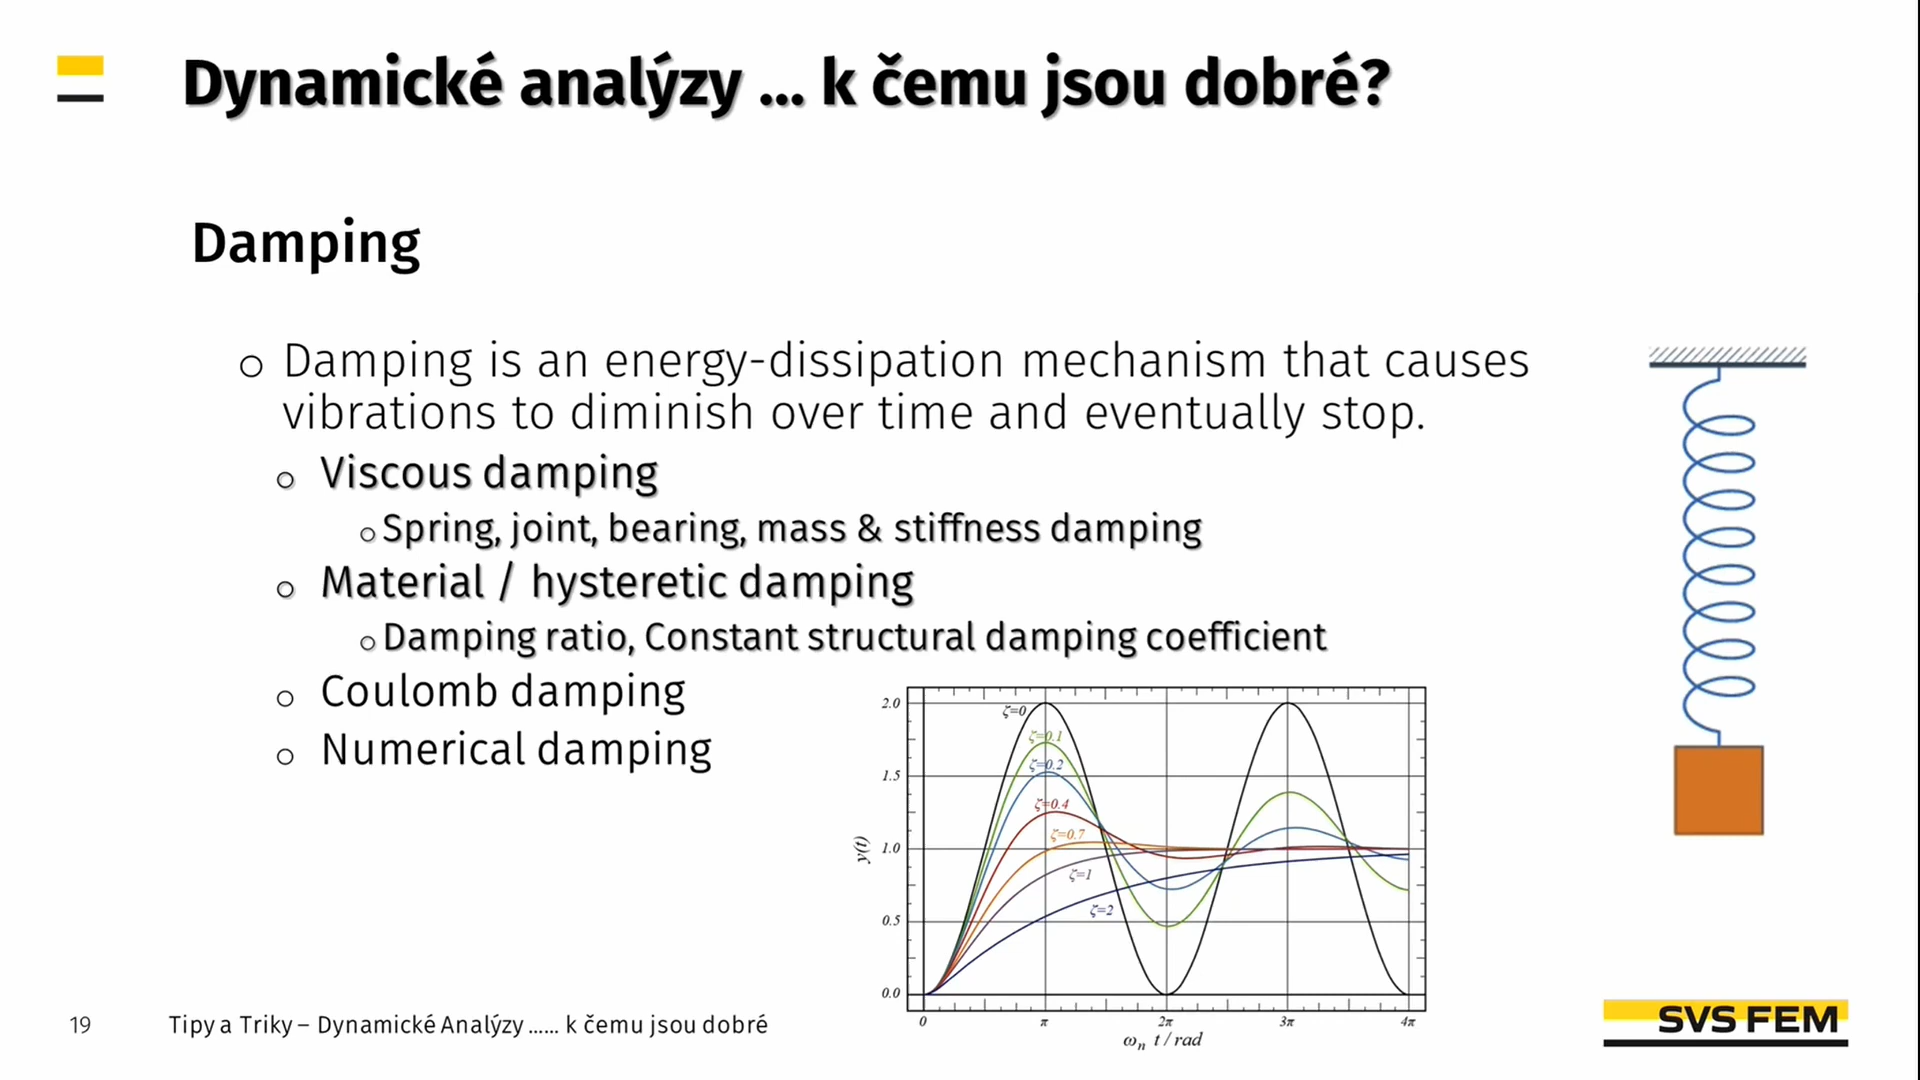 Dynamické analýzy ... k čemu jsou dobré?
Damping
Damping is an energy-dissipation mechanism that causes
vibrations to diminish over time and eventually stop.
Viscous damping
Spring, joint, bearing, mass & stiffness damping
Material / hysteretic damping
Damping ratio, Constant structural damping coefficient
Coulomb damping
Numerical damping
2.0
1.5
1.0
0.5
0.0
y(t)
ζ=0
ζ=0.1
ζ=0.2
ζ=0.4
ζ=0.7
ζ=1
ζ=2
0 π 2π 3π 4π
ωn t / rad
19
Tipy a Triky – Dynamické Analýzy ...... k čemu jsou dobré
SVS FEM